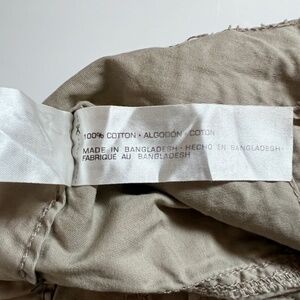 100% COTTON • ALGODÓN • COTON
MADE IN BANGLADESH • HECHO EN BANGLADESH •
FABRIQUÉ AU BANGLADESH